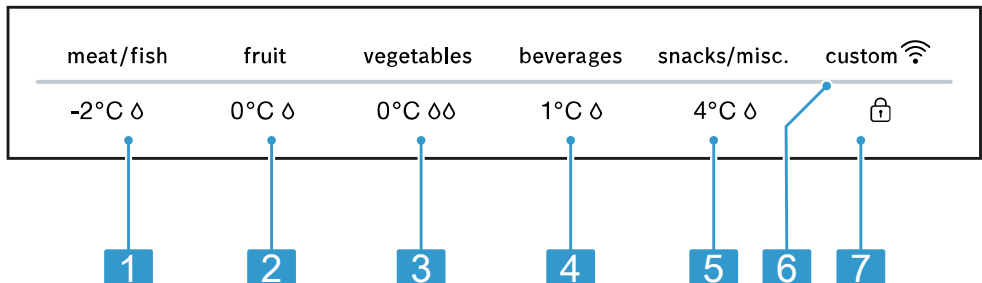 meat/fish fruit vegetables beverages snacks/misc. custom
-2°C 0°C 0°C 1°C 4°C
1 2 3 4 5 6 7